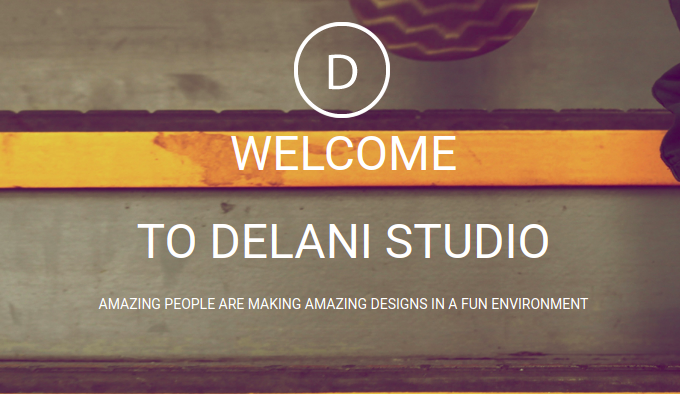 D
WELCOME
TO DELANI STUDIO
AMAZING PEOPLE ARE MAKING AMAZING DESIGNS IN A FUN ENVIRONMENT